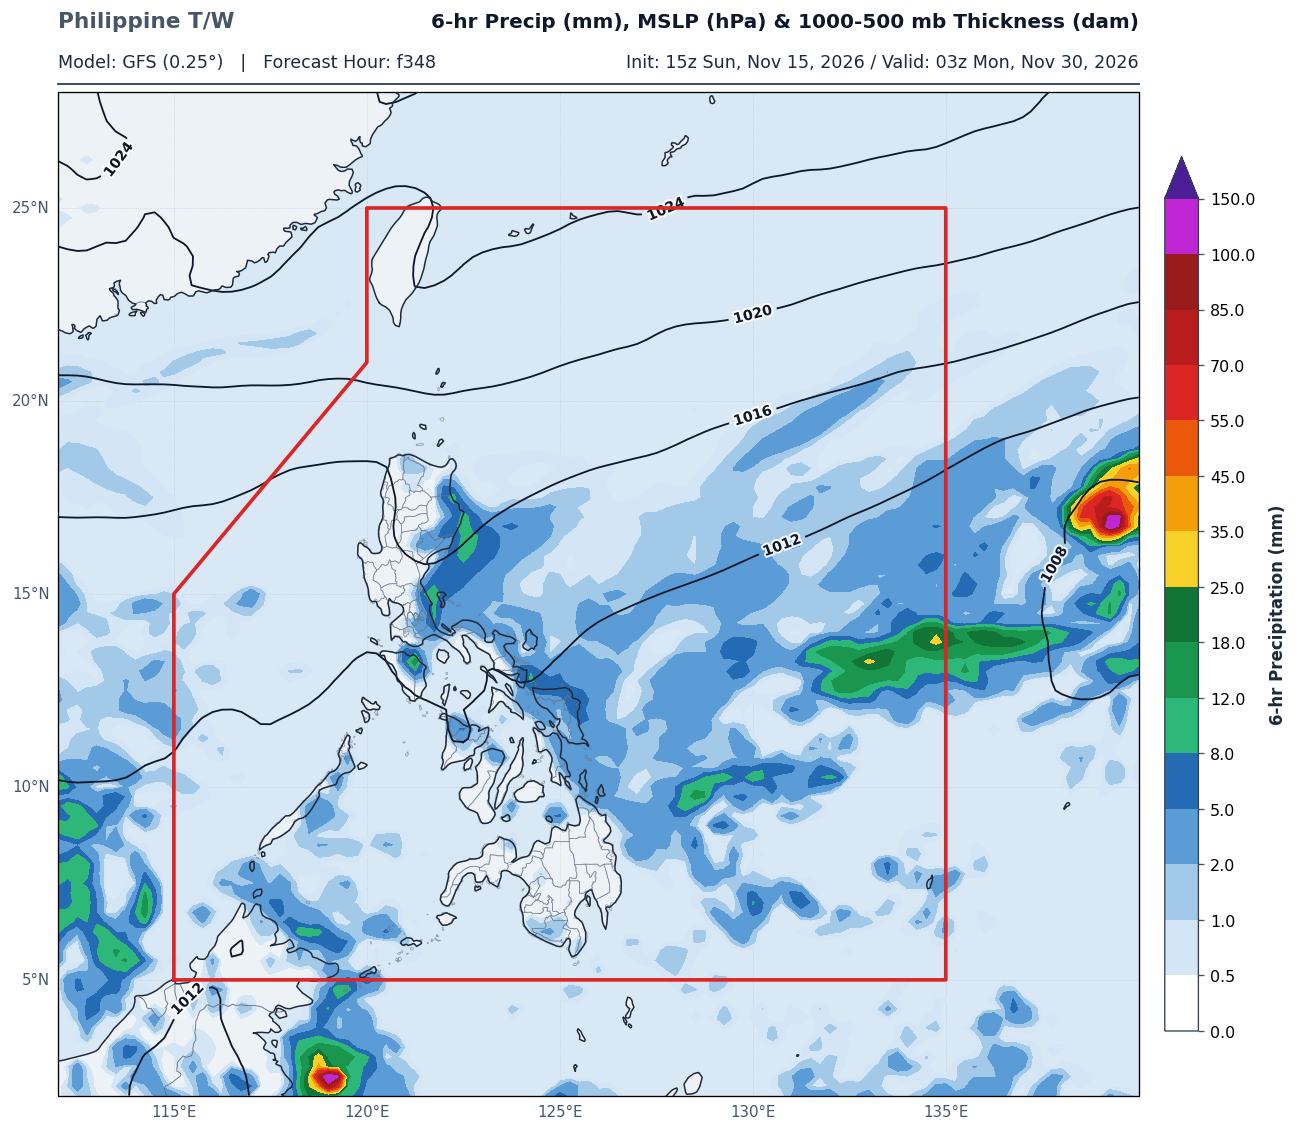 Philippine T/W
6-hr Precip (mm), MSLP (hPa) & 1000-500 mb Thickness (dam)
Model: GFS (0.25°) | Forecast Hour: f348
Init: 15z Sun, Nov 15, 2026 / Valid: 03z Mon, Nov 30, 2026
1024
1024
1020
1016
1012
1008
1012
25°N
20°N
15°N
10°N
5°N
115°E
120°E
125°E
130°E
135°E
150.0
100.0
85.0
70.0
55.0
45.0
35.0
25.0
18.0
12.0
8.0
5.0
2.0
1.0
0.5
0.0
6-hr Precipitation (mm)